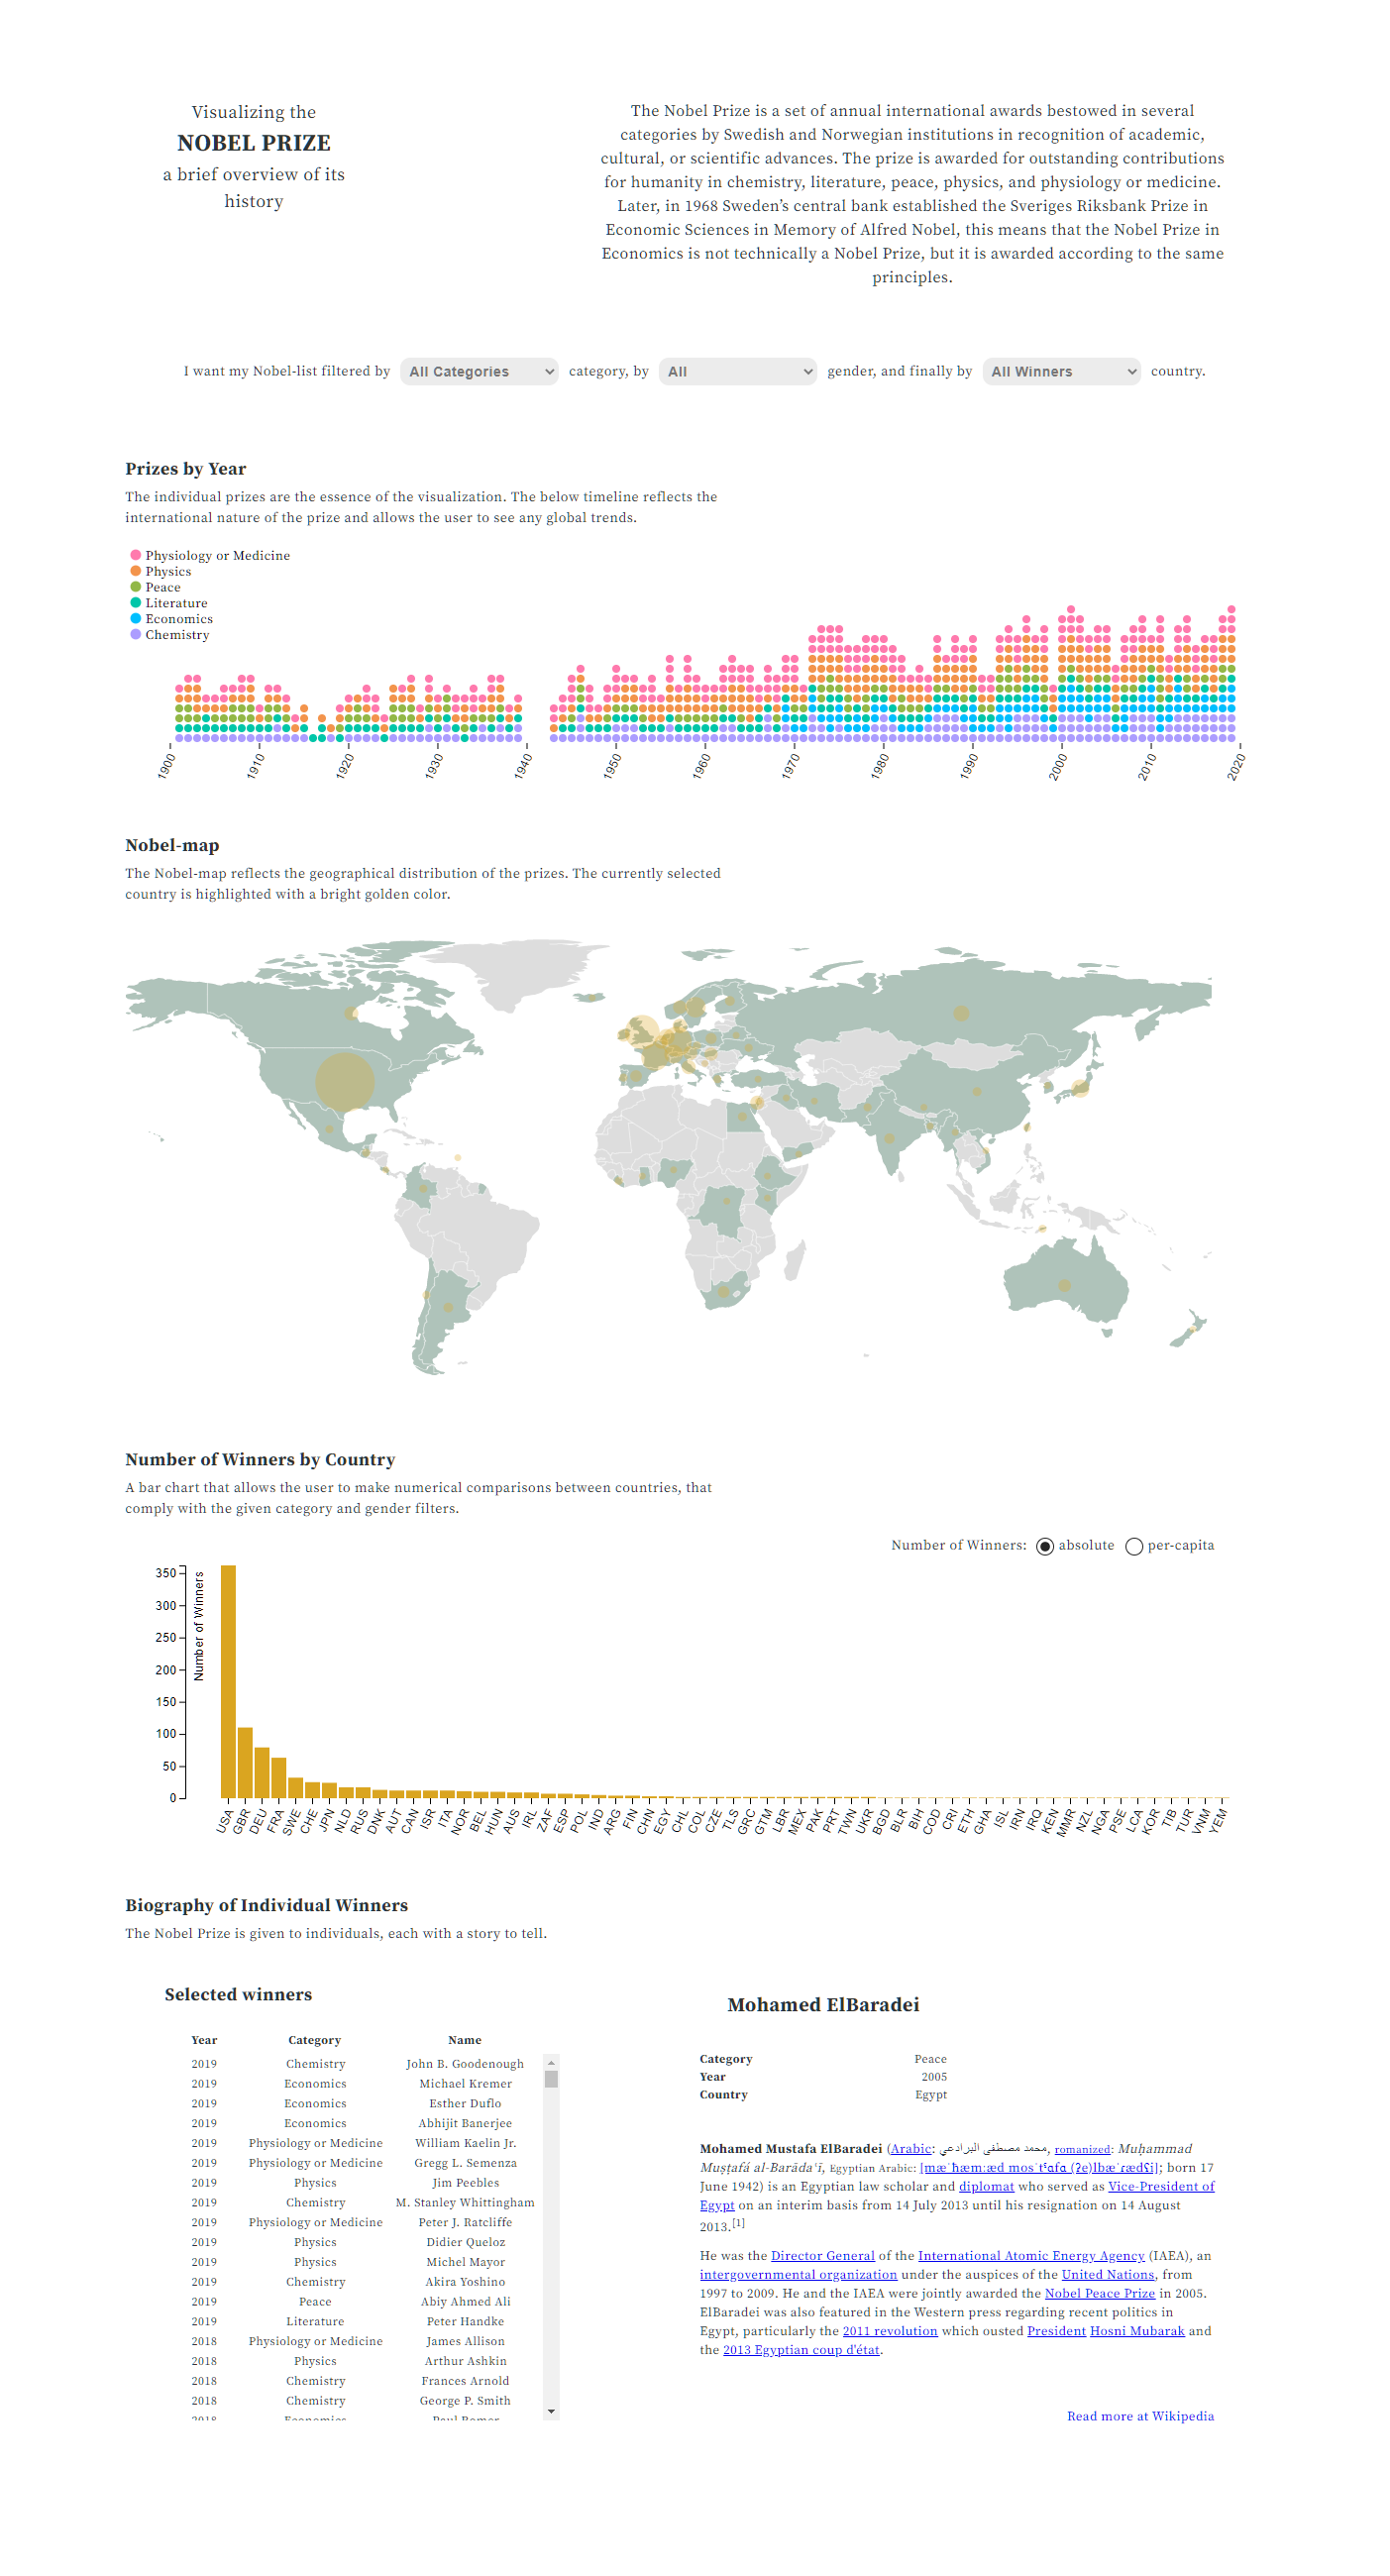 Visualizing the
NOBEL PRIZE
a brief overview of its
history
The Nobel Prize is a set of annual international awards bestowed in several
categories by Swedish and Norwegian institutions in recognition of academic,
cultural, or scientific advances. The prize is awarded for outstanding contributions
for humanity in chemistry, literature, peace, physics, and physiology or medicine.
Later, in 1968 Sweden’s central bank established the Sveriges Riksbank Prize in
Economic Sciences in Memory of Alfred Nobel, this means that the Nobel Prize in
Economics is not technically a Nobel Prize, but it is awarded according to the same
principles.
I want my Nobel-list filtered by All Categories category, by All gender, and finally by All Winners country.
Prizes by Year
The individual prizes are the essence of the visualization. The below timeline reflects the
international nature of the prize and allows the user to see any global trends.
Physiology or Medicine
Physics
Peace
Literature
Economics
Chemistry
1900 1910 1920 1930 1940 1950 1960 1970 1980 1990 2000 2010 2020
Nobel-map
The Nobel-map reflects the geographical distribution of the prizes. The currently selected
country is highlighted with a bright golden color.
Number of Winners by Country
A bar chart that allows the user to make numerical comparisons between countries, that
comply with the given category and gender filters.
Number of Winners: absolute per-capita
Number of Winners
350
300
250
200
150
100
50
0
USA GBR DEU FRA SWE CHE JPN NLD RUS DNK AUT CAN ISR ITA NOR BEL HUN AUS IRL ZAF ESP POL IND ARG FIN CHN EGY CHL COL CZE TLS GRC GTM LBR MEX PAK PRT TWN UKR BGD BLR BIH COD CRI ETH GHA ISL IRN IRQ KEN MMR NZL NGA PSE LCA KOR TIB TUR VNM YEM
Biography of Individual Winners
The Nobel Prize is given to individuals, each with a story to tell.
Selected winners
Year Category Name
2019 Chemistry John B. Goodenough
2019 Economics Michael Kremer
2019 Economics Esther Duflo
2019 Economics Abhijit Banerjee
2019 Physiology or Medicine William Kaelin Jr.
2019 Physiology or Medicine Gregg L. Semenza
2019 Physics Jim Peebles
2019 Chemistry M. Stanley Whittingham
2019 Physiology or Medicine Peter J. Ratcliffe
2019 Physics Didier Queloz
2019 Physics Michel Mayor
2019 Chemistry Akira Yoshino
2019 Peace Abiy Ahmed Ali
2019 Literature Peter Handke
2018 Physiology or Medicine James Allison
2018 Physics Arthur Ashkin
2018 Chemistry Frances Arnold
2018 Chemistry George P. Smith
2018 Economics Paul Romer
Mohamed ElBaradei
Category Peace
Year 2005
Country Egypt
Mohamed Mustafa ElBaradei (Arabic: محمد مصطفى البرادعي, romanized: Muḥammad
Muṣṭafá al-Barādaʿī, Egyptian Arabic: [mæˈħæmːæd mosˈtˤɑfɑ (ʔe)lbæˈɾædʕi]; born 17
June 1942) is an Egyptian law scholar and diplomat who served as Vice-President of
Egypt on an interim basis from 14 July 2013 until his resignation on 14 August
2013.[1]
He was the Director General of the International Atomic Energy Agency (IAEA), an
intergovernmental organization under the auspices of the United Nations, from
1997 to 2009. He and the IAEA were jointly awarded the Nobel Peace Prize in 2005.
ElBaradei was also featured in the Western press regarding recent politics in
Egypt, particularly the 2011 revolution which ousted President Hosni Mubarak and
the 2013 Egyptian coup d'état.
Read more at Wikipedia